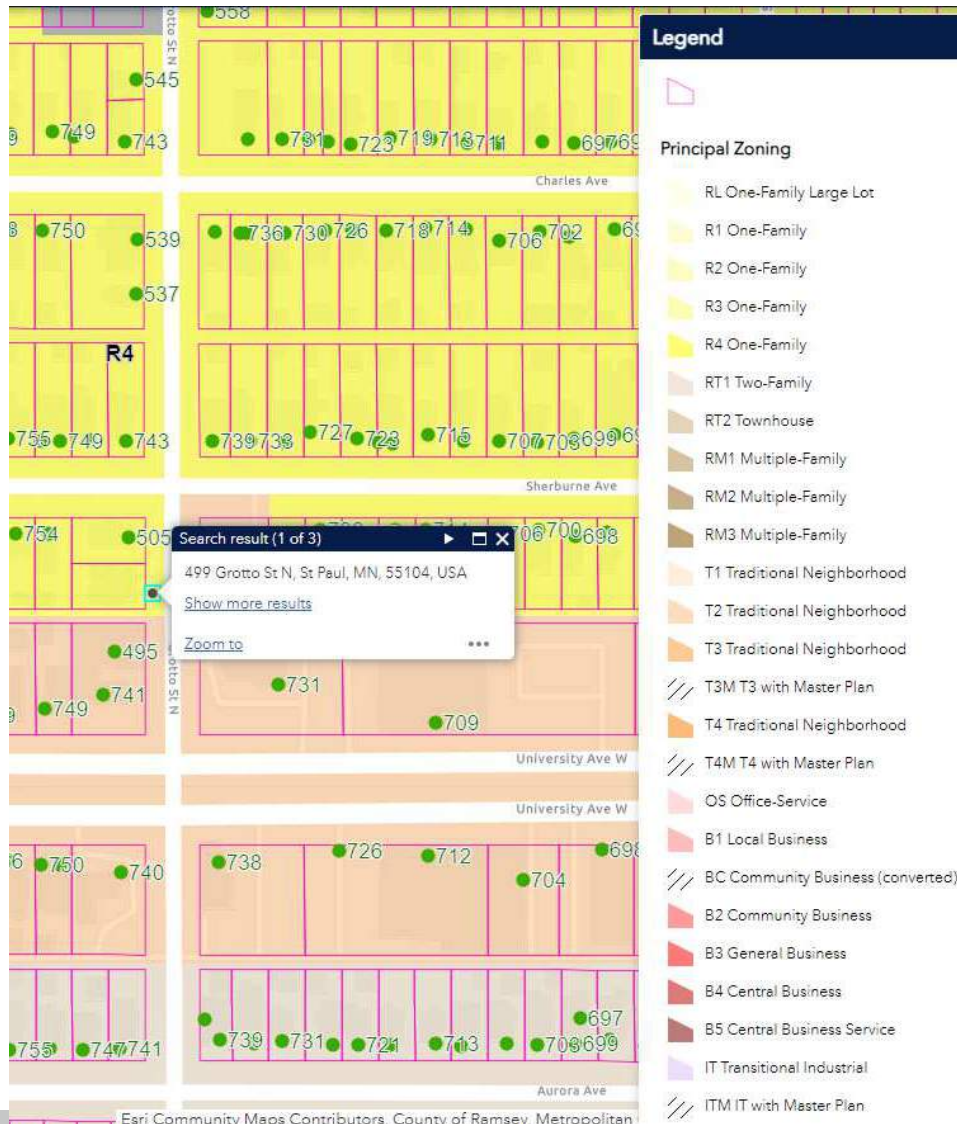 558
otto St N
545
749
743
731
723
719
713
711
697
Charles Ave
750
539
736
730
726
718
714
706
702
537
R4
755
749
743
739
733
727
723
715
707
703
699
Sherburne Ave
754
505
700
698
Search result (1 of 3)
499 Grotto St N, St Paul, MN, 55104, USA
Show more results
Zoom to
495
otto St N
741
749
731
709
University Ave W
University Ave W
750
740
738
726
712
704
698
755
747
741
739
731
721
713
703
699
697
Aurora Ave
Esri Community Maps Contributors, County of Ramsey, Metropolitan
Legend
Principal Zoning
RL One-Family Large Lot
R1 One-Family
R2 One-Family
R3 One-Family
R4 One-Family
RT1 Two-Family
RT2 Townhouse
RM1 Multiple-Family
RM2 Multiple-Family
RM3 Multiple-Family
T1 Traditional Neighborhood
T2 Traditional Neighborhood
T3 Traditional Neighborhood
T3M T3 with Master Plan
T4 Traditional Neighborhood
T4M T4 with Master Plan
OS Office-Service
B1 Local Business
BC Community Business (converted)
B2 Community Business
B3 General Business
B4 Central Business
B5 Central Business Service
IT Transitional Industrial
ITM IT with Master Plan